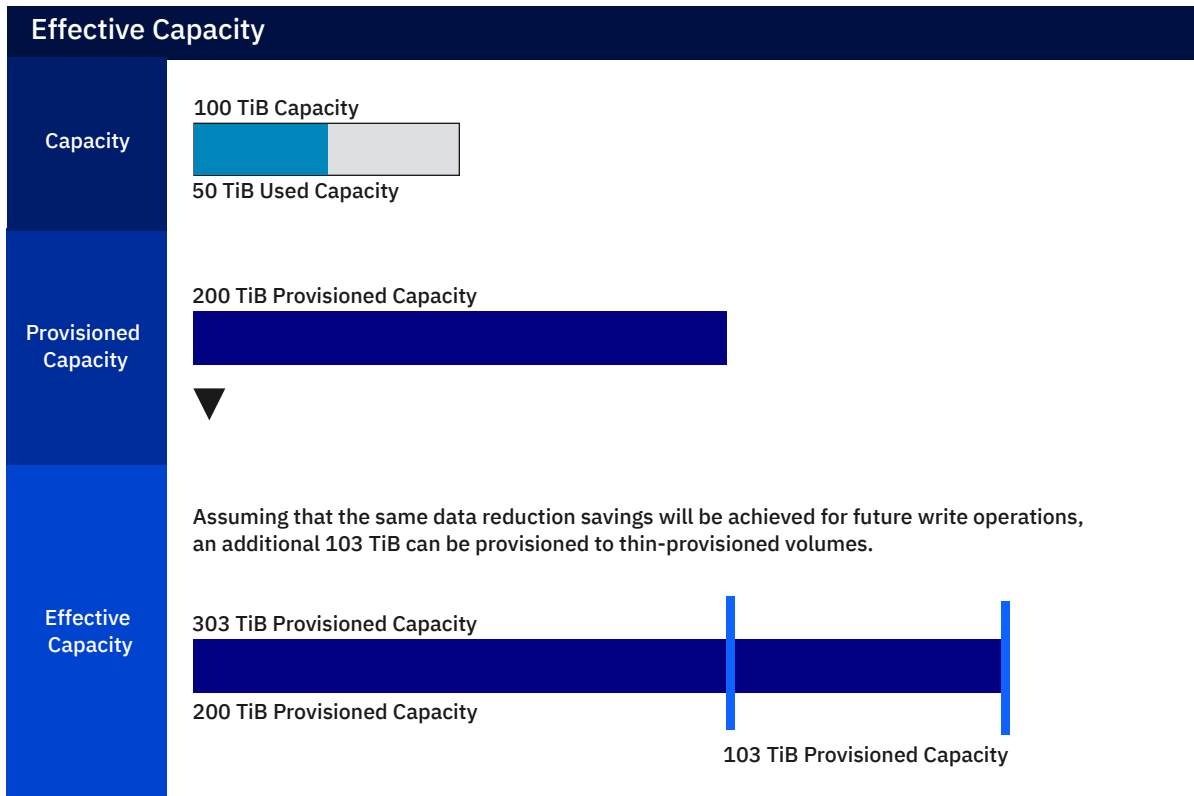 Effective Capacity
Capacity
100 TiB Capacity
50 TiB Used Capacity
Provisioned
Capacity
200 TiB Provisioned Capacity
Effective
Capacity
Assuming that the same data reduction savings will be achieved for future write operations,
an additional 103 TiB can be provisioned to thin-provisioned volumes.
303 TiB Provisioned Capacity
200 TiB Provisioned Capacity
103 TiB Provisioned Capacity